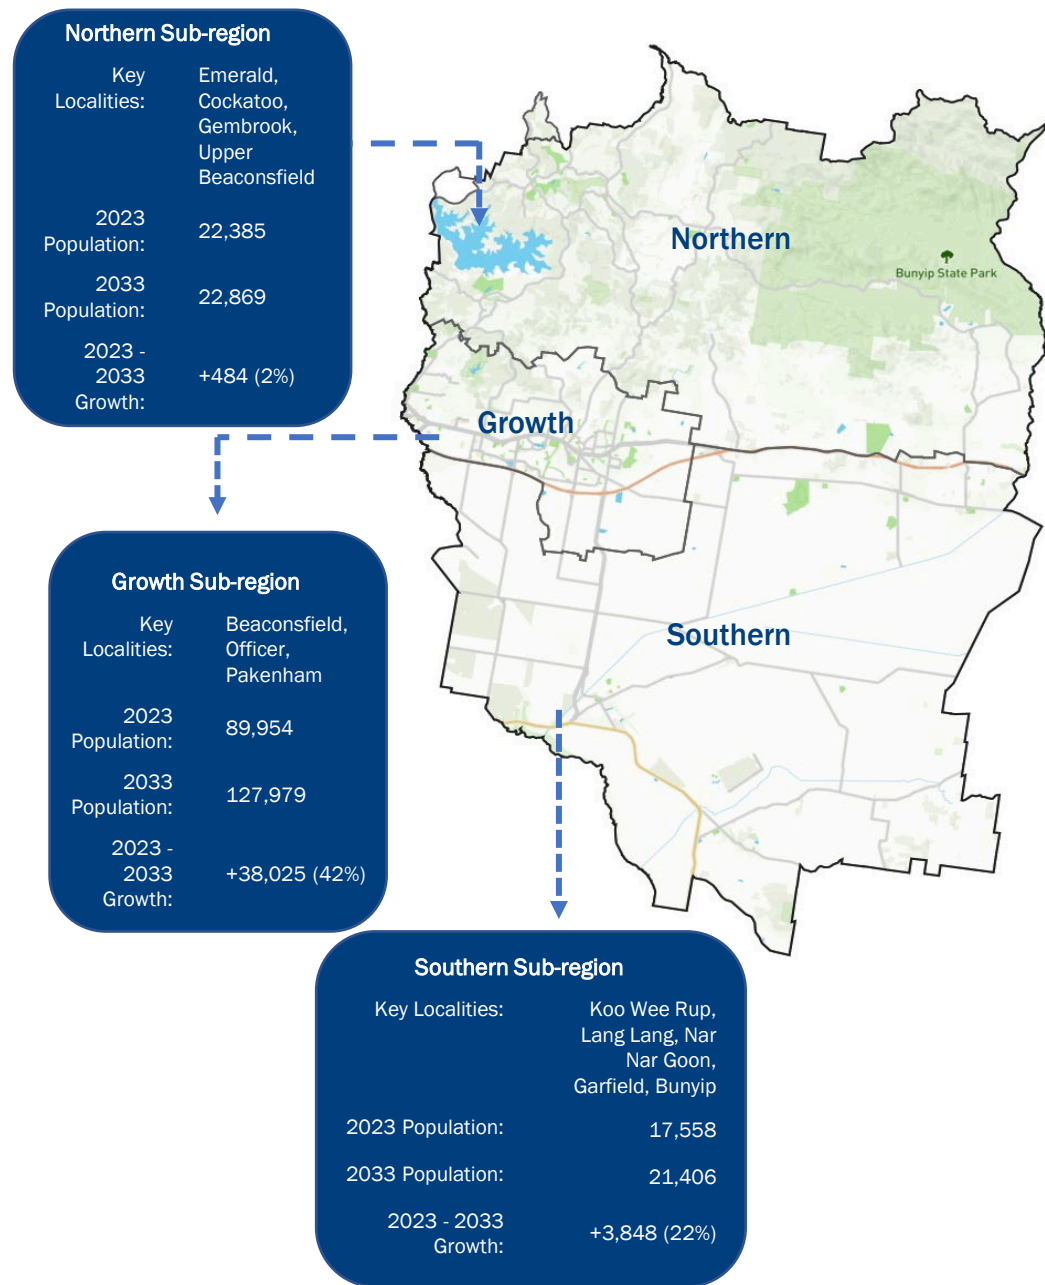 Northern Sub-region
Key Localities:
Emerald,
Cockatoo,
Gembrook,
Upper
Beaconsfield
2023
Population:
22,385
2033
Population:
22,869
2023 -
2033
Growth:
+484 (2%)
Northern
Bunyip State Park
Growth
Southern
Growth Sub-region
Key
Localities:
Beaconsfield,
Officer,
Pakenham
2023
Population:
89,954
2033
Population:
127,979
2023 -
2033
Growth:
+38,025 (42%)
Southern Sub-region
Key Localities:
Koo Wee Rup,
Lang Lang, Nar
Nar Goon,
Garfield, Bunyip
2023 Population:
17,558
2033 Population:
21,406
2023 - 2033
Growth:
+3,848 (22%)